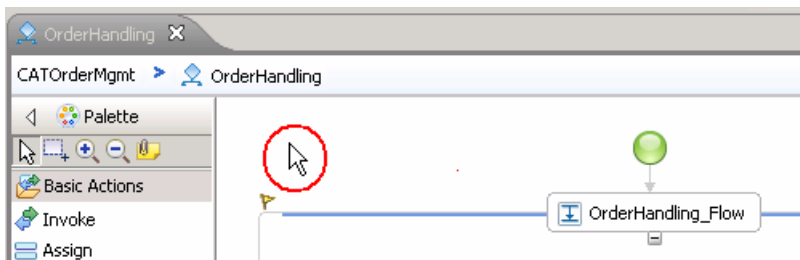 OrderHandling
CATOrderMgmt > OrderHandling
Palette
Basic Actions
Invoke
OrderHandling_Flow
Assign